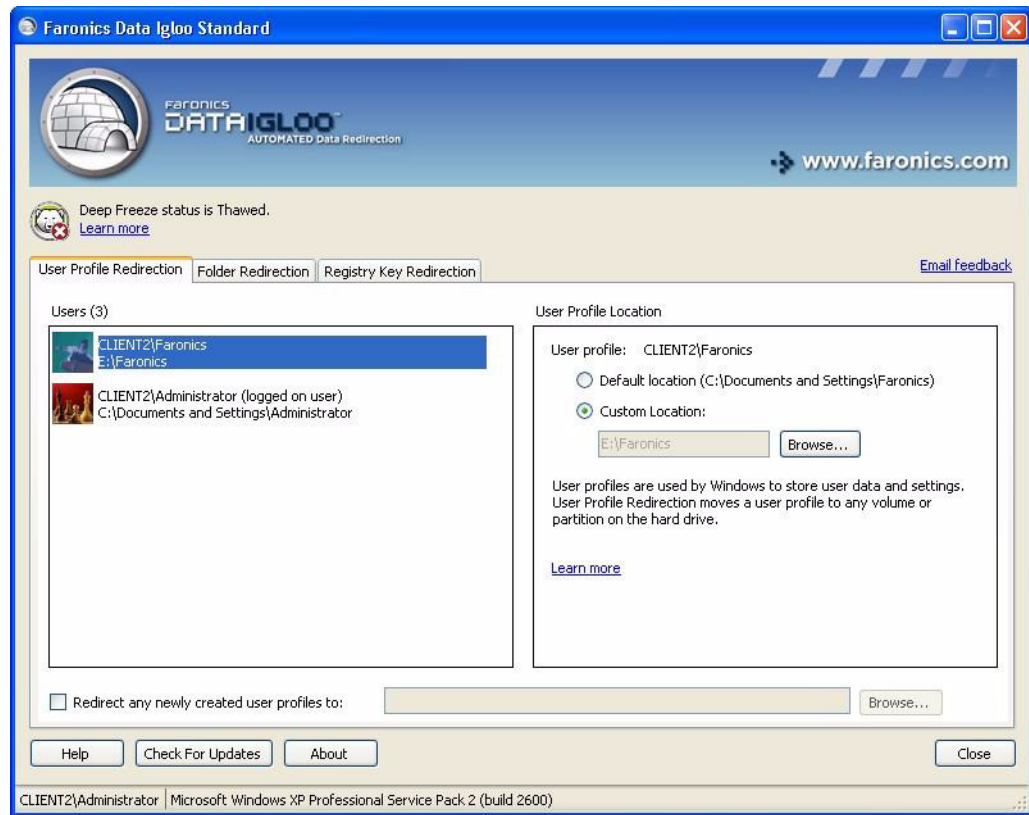 Faronics Data Igloo Standard
FARONICS
DATAIGLOO™
AUTOMATED Data Redirection
www.faronics.com
Deep Freeze status is Thawed.
Learn more
User Profile Redirection
Folder Redirection
Registry Key Redirection
Email feedback
Users (3)
CLIENT2\Faronics
E:\Faronics
CLIENT2\Administrator (logged on user)
C:\Documents and Settings\Administrator
User Profile Location
User profile: CLIENT2\Faronics
Default location (C:\Documents and Settings\Faronics)
Custom Location:
E:\Faronics
Browse...
User profiles are used by Windows to store user data and settings.
User Profile Redirection moves a user profile to any volume or
partition on the hard drive.
Learn more
Redirect any newly created user profiles to:
Browse...
Help
Check For Updates
About
Close
CLIENT2\Administrator
Microsoft Windows XP Professional Service Pack 2 (build 2600)